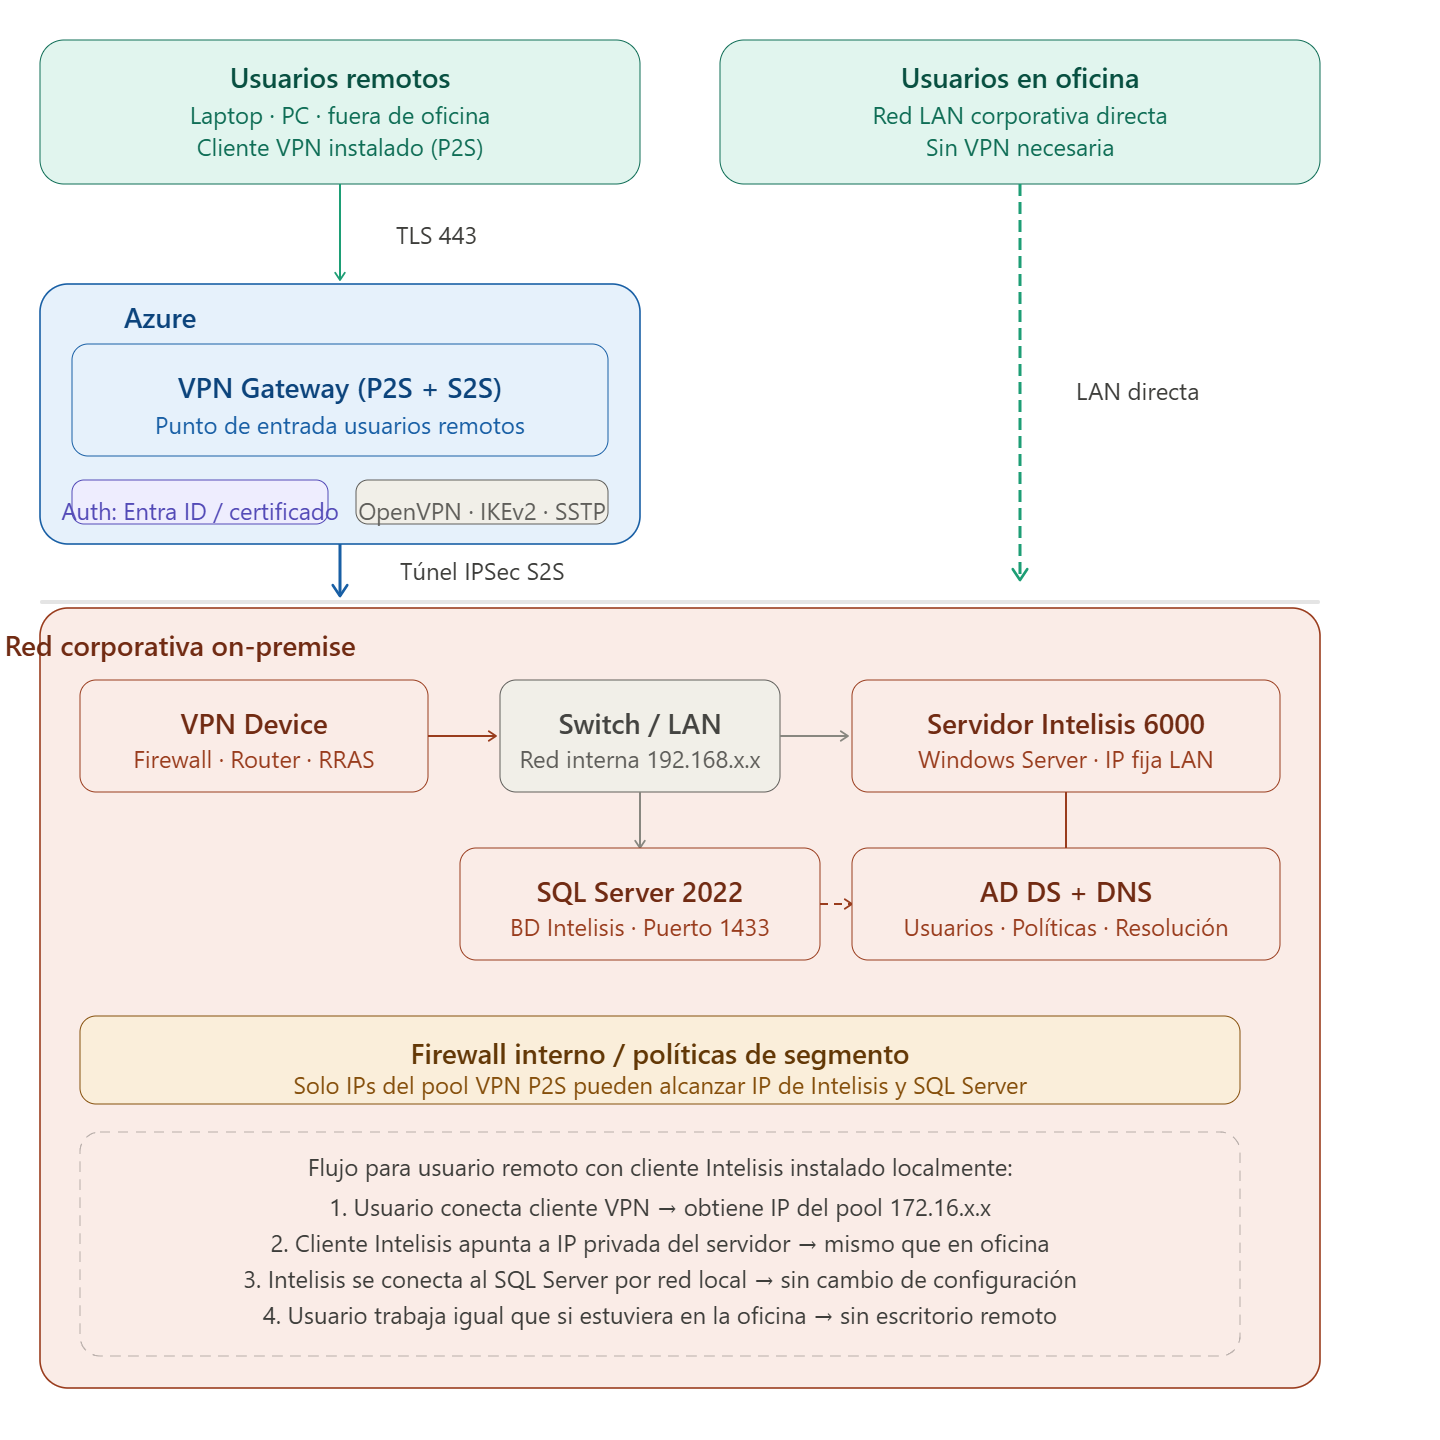 Usuarios remotos
Laptop · PC · fuera de oficina
Cliente VPN instalado (P2S)
Usuarios en oficina
Red LAN corporativa directa
Sin VPN necesaria
TLS 443
Azure
VPN Gateway (P2S + S2S)
Punto de entrada usuarios remotos
LAN directa
Auth: Entra ID / certificado
OpenVPN · IKEv2 · SSTP
Túnel IPSec S2S
Red corporativa on-premise
VPN Device
Firewall · Router · RRAS
Switch / LAN
Red interna 192.168.x.x
Servidor Intelisis 6000
Windows Server · IP fija LAN
SQL Server 2022
BD Intelisis · Puerto 1433
AD DS + DNS
Usuarios · Políticas · Resolución
Firewall interno / políticas de segmento
Solo IPs del pool VPN P2S pueden alcanzar IP de Intelisis y SQL Server
Flujo para usuario remoto con cliente Intelisis instalado localmente:
1. Usuario conecta cliente VPN → obtiene IP del pool 172.16.x.x
2. Cliente Intelisis apunta a IP privada del servidor → mismo que en oficina
3. Intelisis se conecta al SQL Server por red local → sin cambio de configuración
4. Usuario trabaja igual que si estuviera en la oficina → sin escritorio remoto